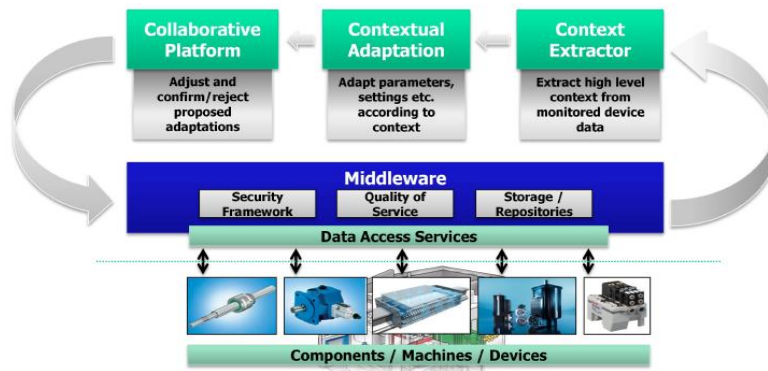 Collaborative
Platform
Contextual
Adaptation
Context
Extractor
Adjust and
confirm/reject
proposed
adaptations
Adapt parameters,
settings etc.
according to
context
Extract high level
context from
monitored device
data
Middleware
Security
Framework
Quality of
Service
Storage /
Repositories
Data Access Services
Components / Machines / Devices